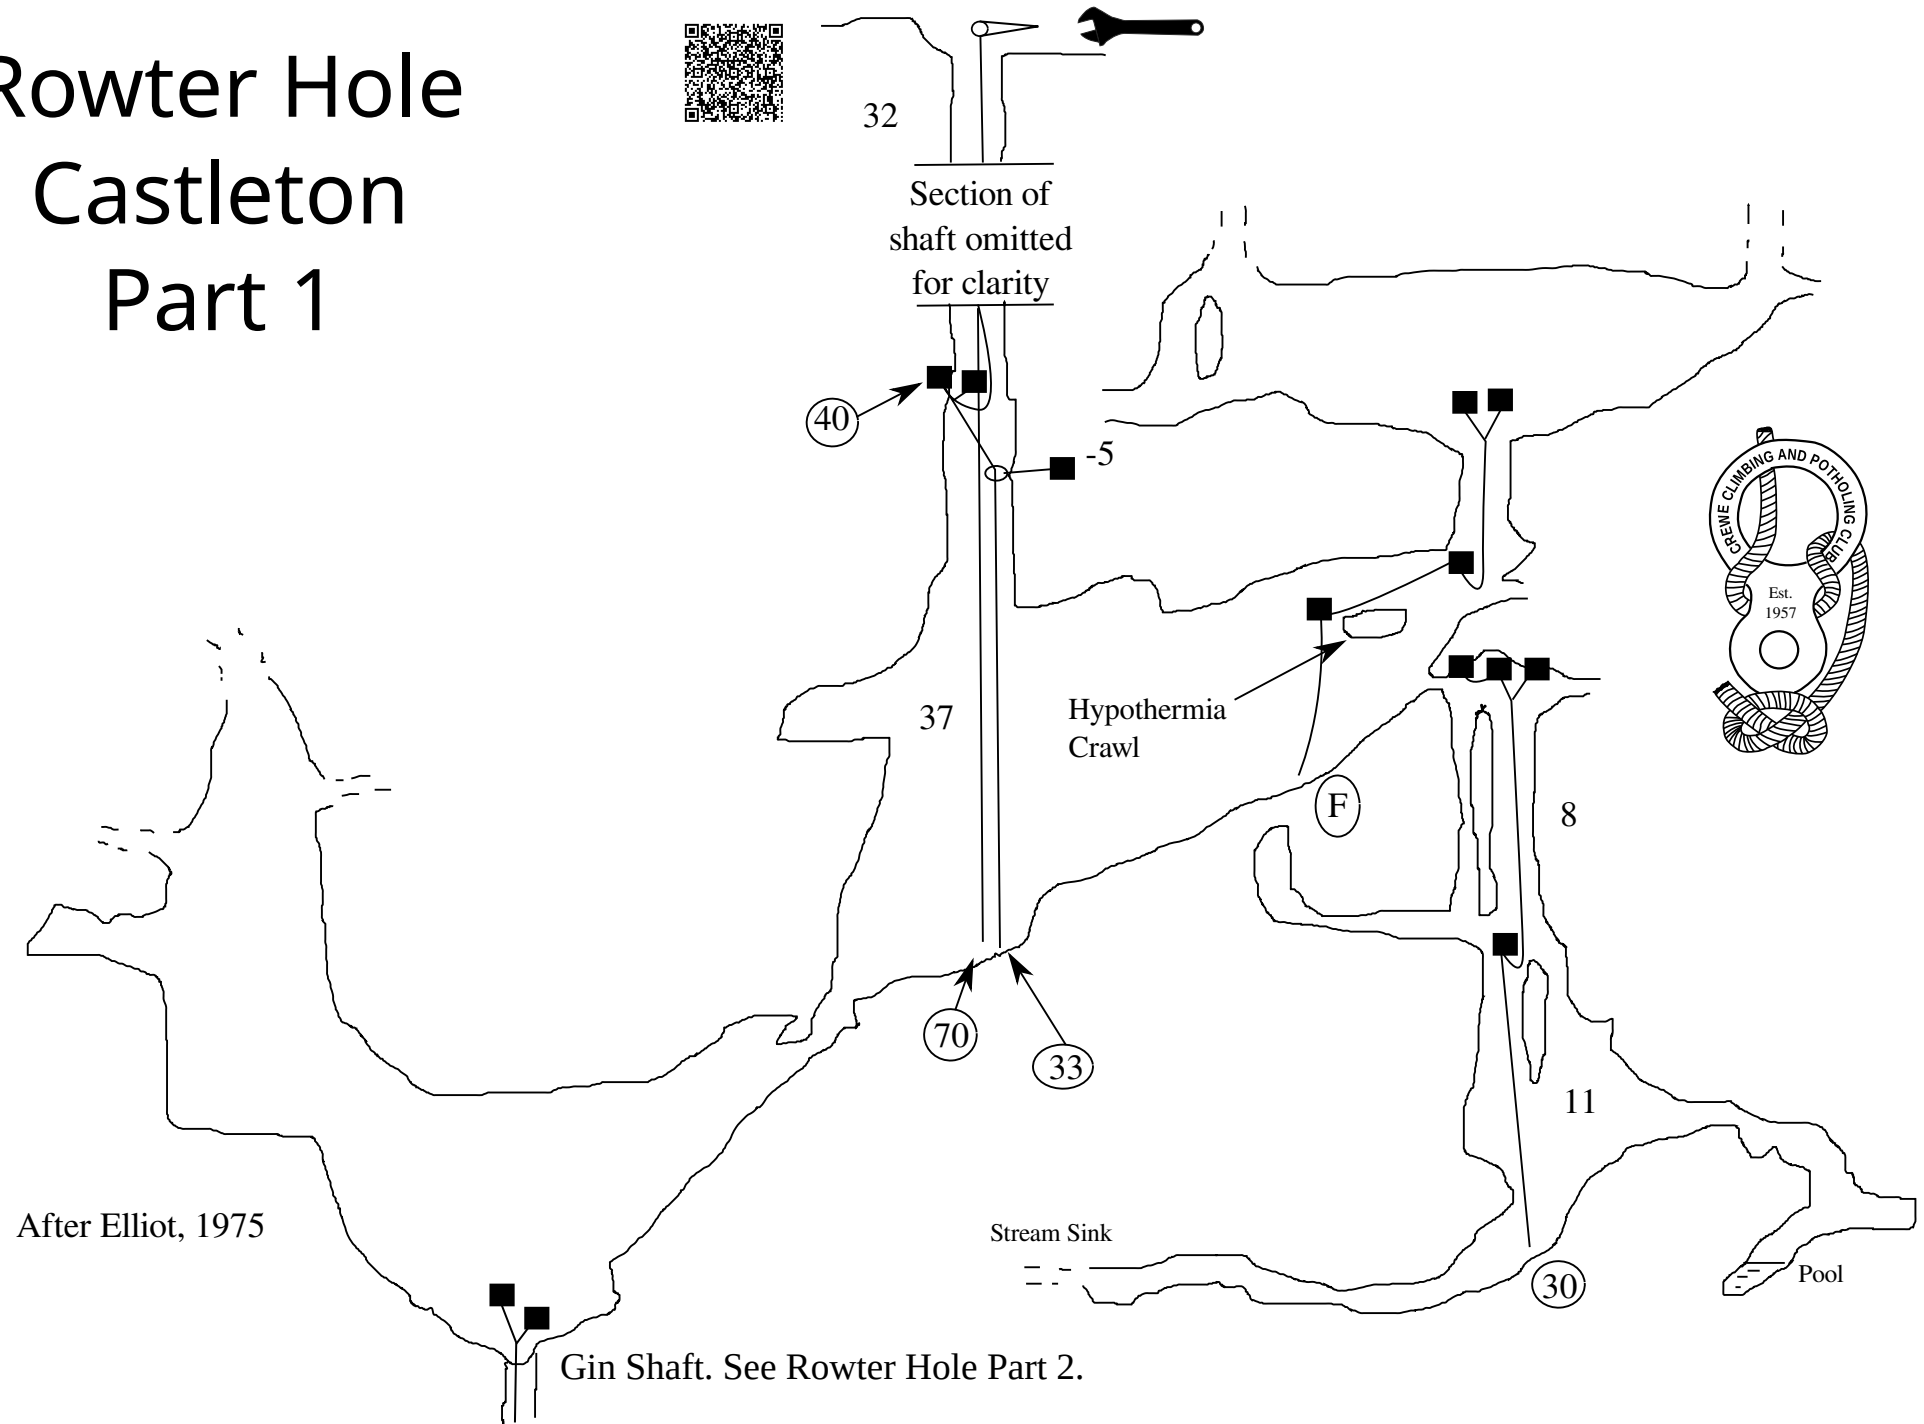 Rowter Hole
Castleton
Part 1
32
Section of
shaft omitted
for clarity
40
-5
CREWE CLIMBING AND POTHOLING CLUB
Est.
1957
37
Hypothermia
Crawl
F
8
70
33
11
After Elliot, 1975
Stream Sink
30
Pool
Gin Shaft. See Rowter Hole Part 2.